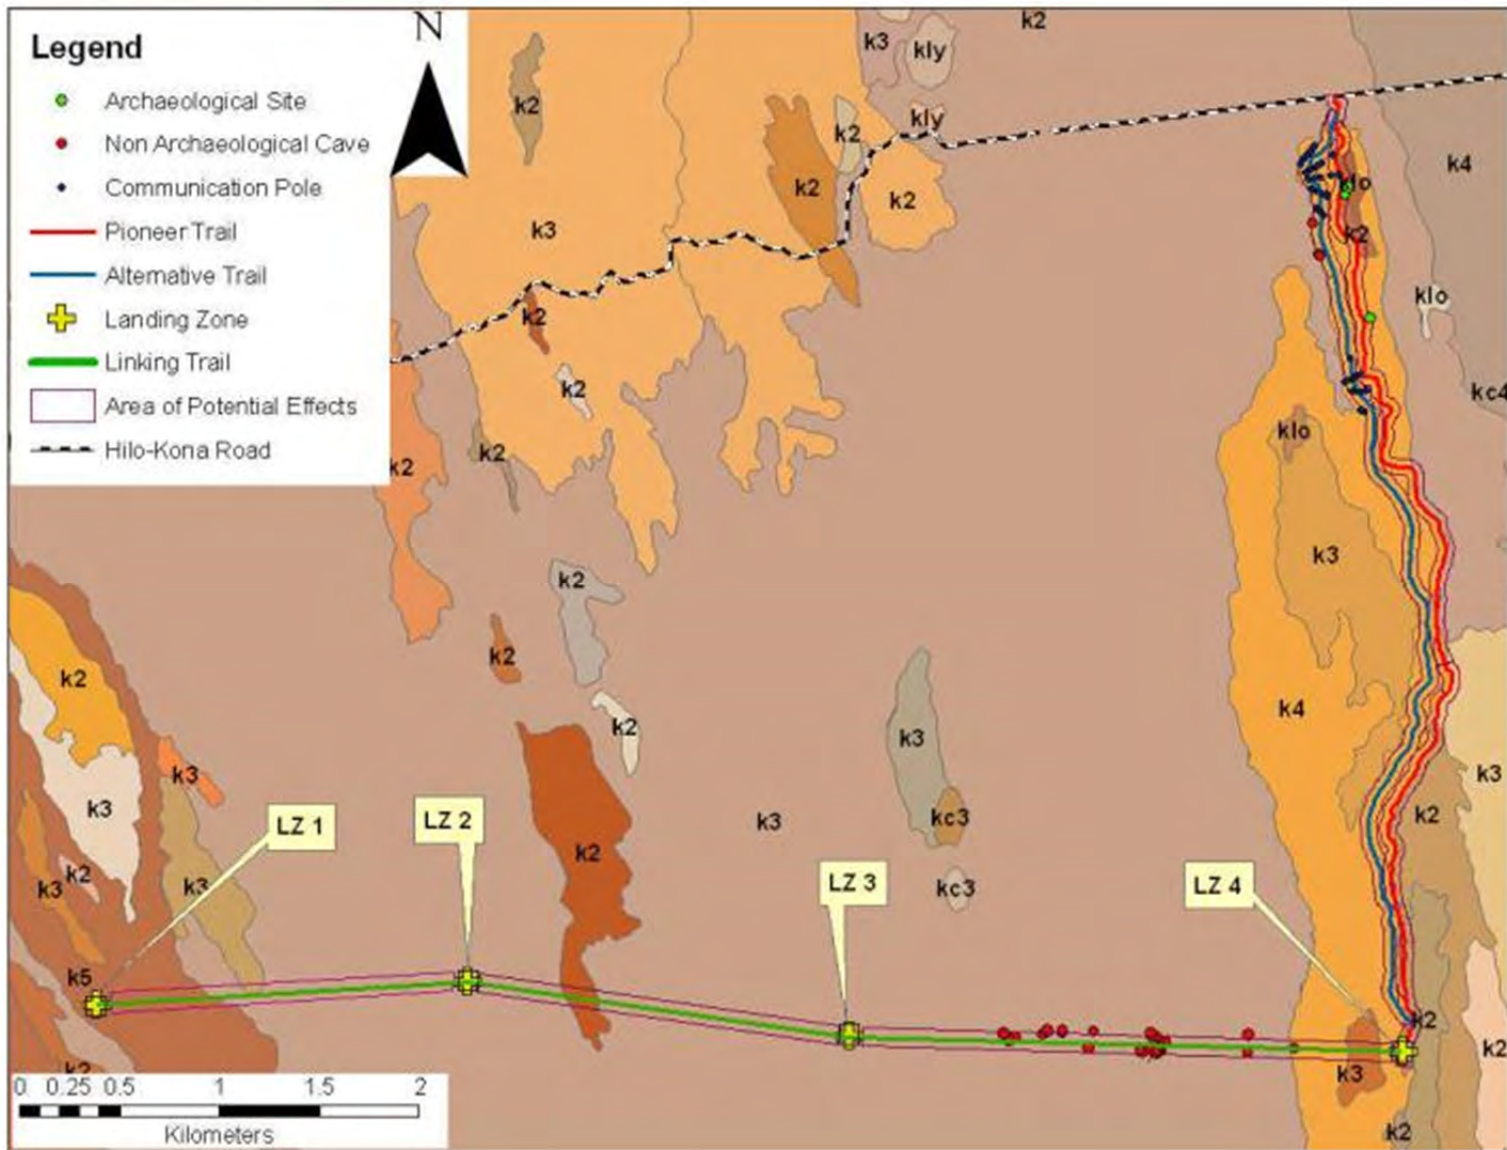 Legend
Archaeological Site
Non Archaeological Cave
Communication Pole
Pioneer Trail
Alternative Trail
Landing Zone
Linking Trail
Area of Potential Effects
Hilo-Kona Road
N
k2
k3
kly
k2
k2
kly
k2
k4
klo
k2
k2
k3
k2
klo
k2
k2
kc4
k2
k2
klo
k3
k2
k2
k2
k4
k2
k3
k3
k3
k2
kc3
k3
LZ 1
LZ 2
k2
LZ 3
LZ 4
kc3
k2
k3
k3
k5
k2
k2
k3
k2
k2
0 0.25 0.5 1 1.5 2
Kilometers